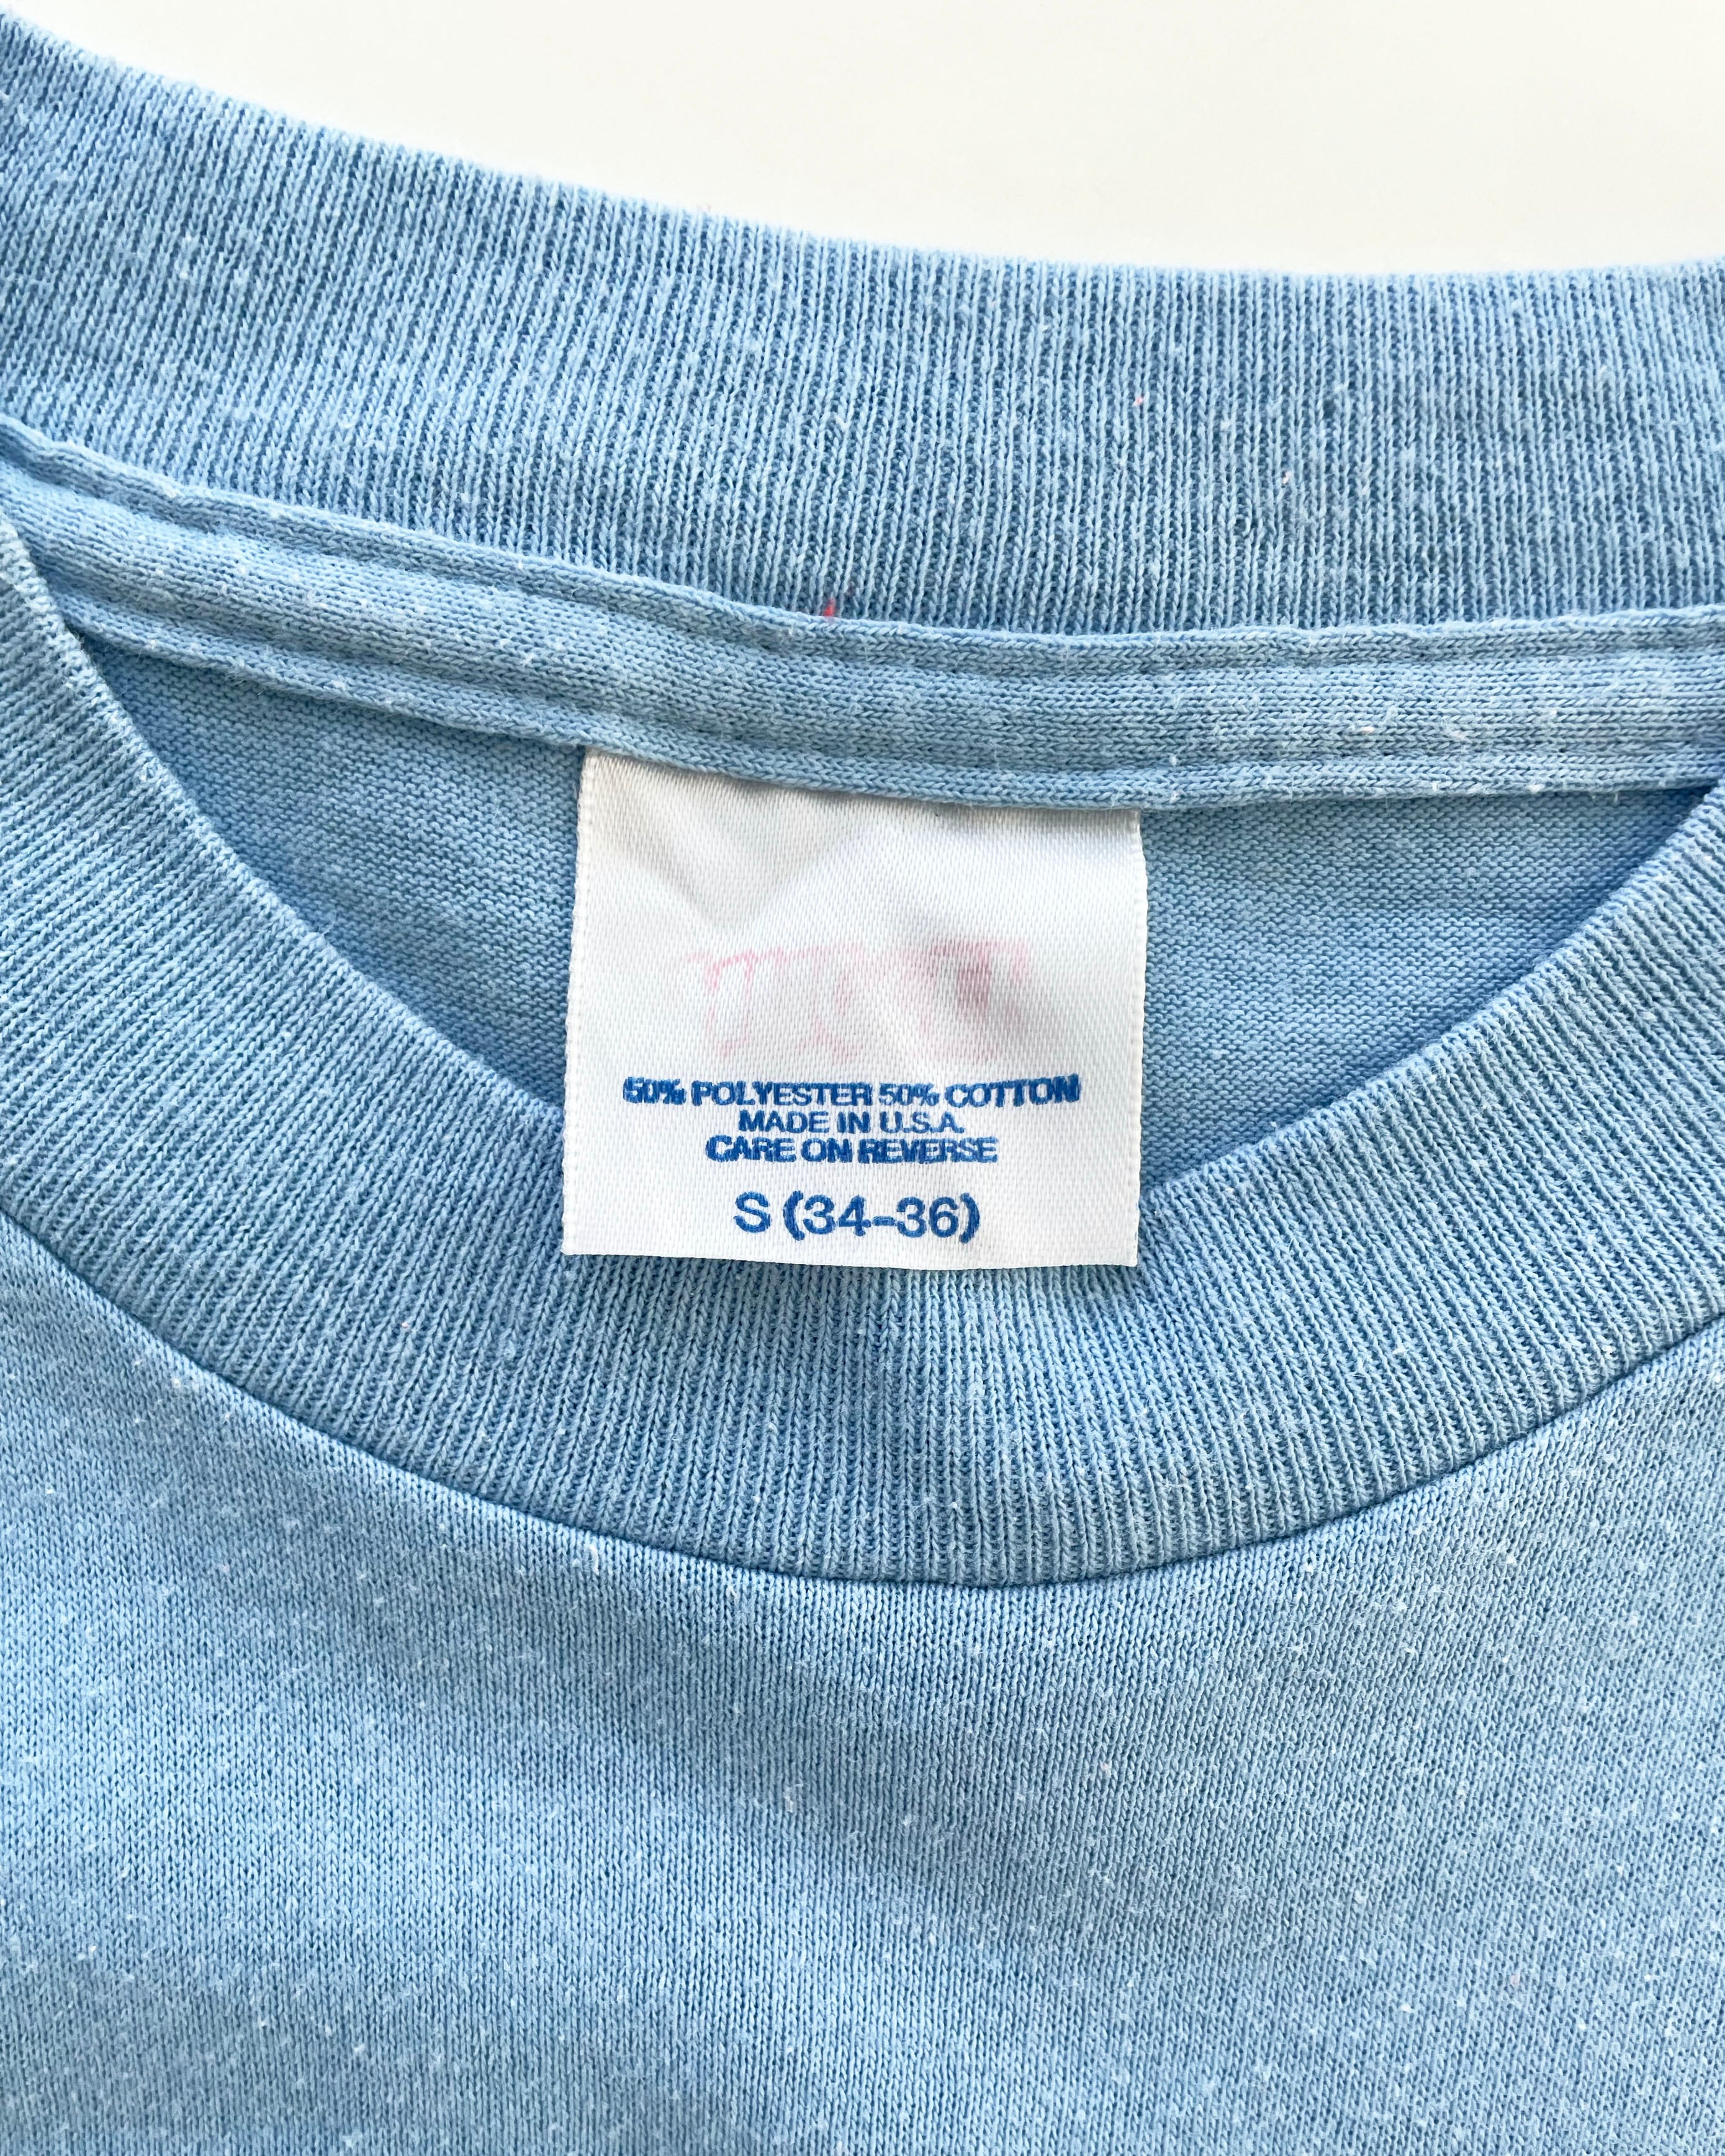 50% POLYESTER 50% COTTON
MADE IN U.S.A.
CARE ON REVERSE
S (34-36)